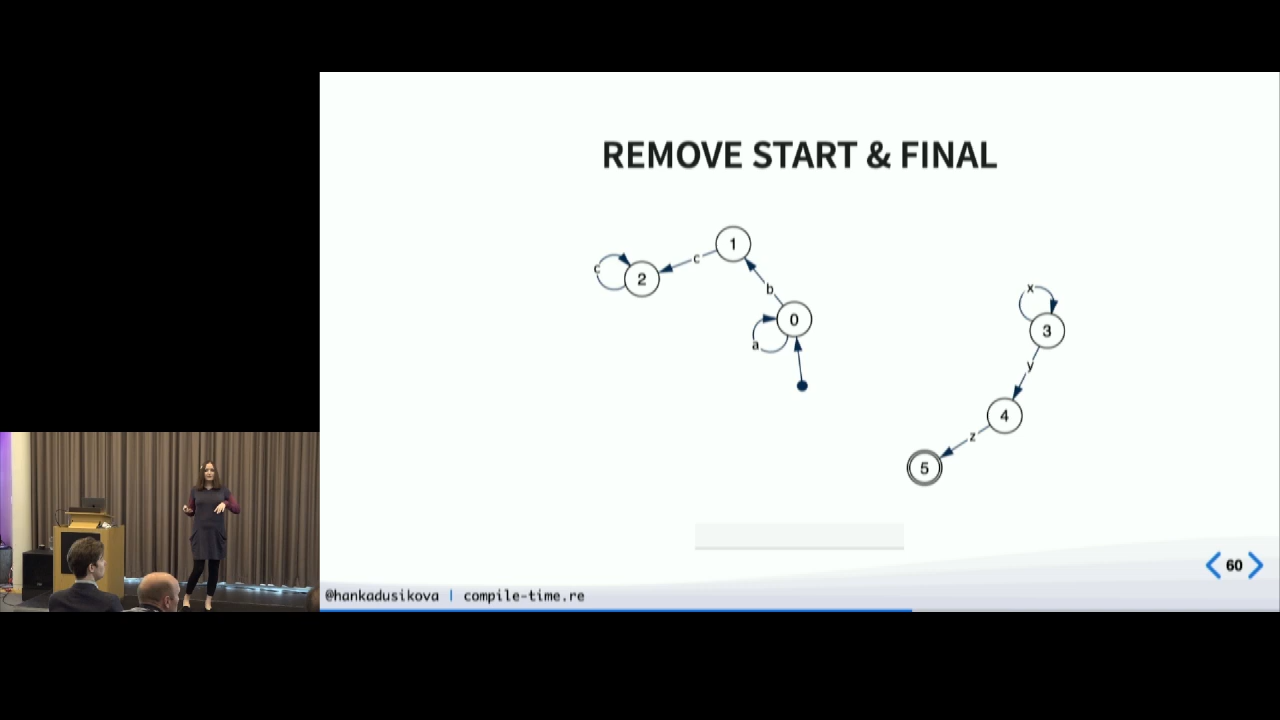 REMOVE START & FINAL
1
c
c
2
b
0
a
x
3
y
4
z
5
60
@hankadusikova | compile-time.re